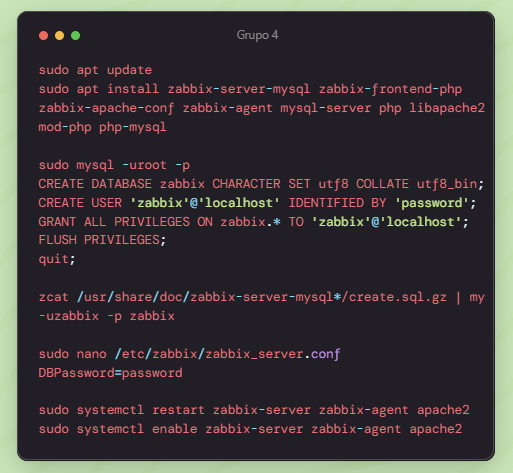 Grupo 4
sudo apt update
sudo apt install zabbix-server-mysql zabbix-frontend-php
zabbix-apache-conf zabbix-agent mysql-server php libapache2
mod-php php-mysql
sudo mysql -uroot -p
CREATE DATABASE zabbix CHARACTER SET utf8 COLLATE utf8_bin;
CREATE USER 'zabbix'@'localhost' IDENTIFIED BY 'password';
GRANT ALL PRIVILEGES ON zabbix.* TO 'zabbix'@'localhost';
FLUSH PRIVILEGES;
quit;
zcat /usr/share/doc/zabbix-server-mysql*/create.sql.gz | my
-uzabbix -p zabbix
sudo nano /etc/zabbix/zabbix_server.conf
DBPassword=password
sudo systemctl restart zabbix-server zabbix-agent apache2
sudo systemctl enable zabbix-server zabbix-agent apache2